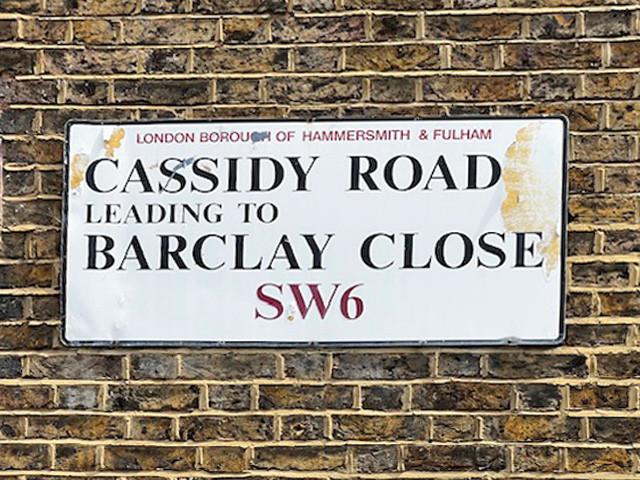 LONDON BOROUGH OF HAMMERSMITH & FULHAM
CASSIDY ROAD
LEADING TO
BARCLAY CLOSE
SW6